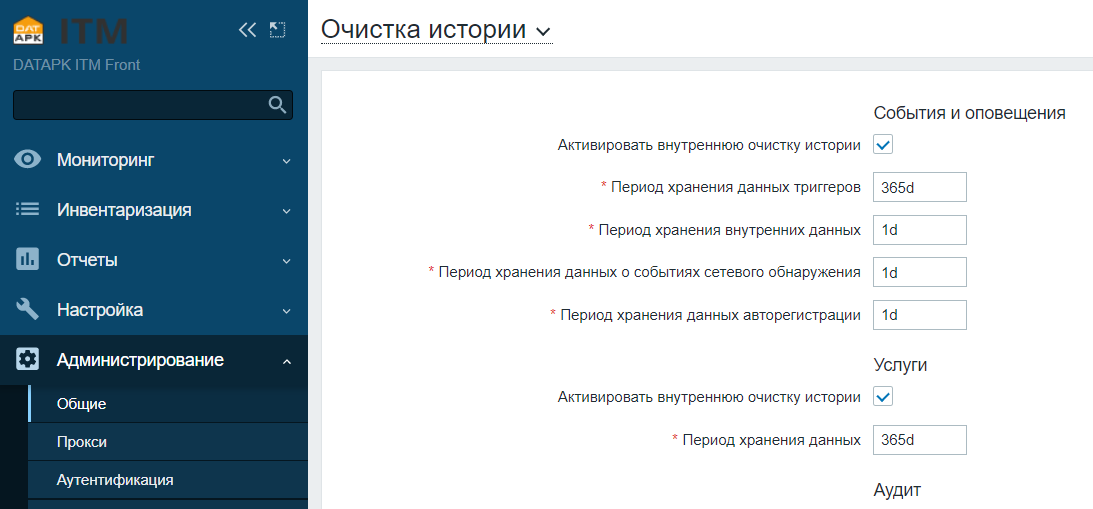 DAT
APK
ITM
DATAPK ITM Front
Мониторинг
Инвентаризация
Отчеты
Настройка
Администрирование
Общие
Прокси
Аутентификация
Очистка истории
События и оповещения
Активировать внутреннюю очистку истории
* Период хранения данных триггеров 365d
* Период хранения внутренних данных 1d
* Период хранения данных о событиях сетевого обнаружения 1d
* Период хранения данных авторегистрации 1d
Услуги
Активировать внутреннюю очистку истории
* Период хранения данных 365d
Аудит